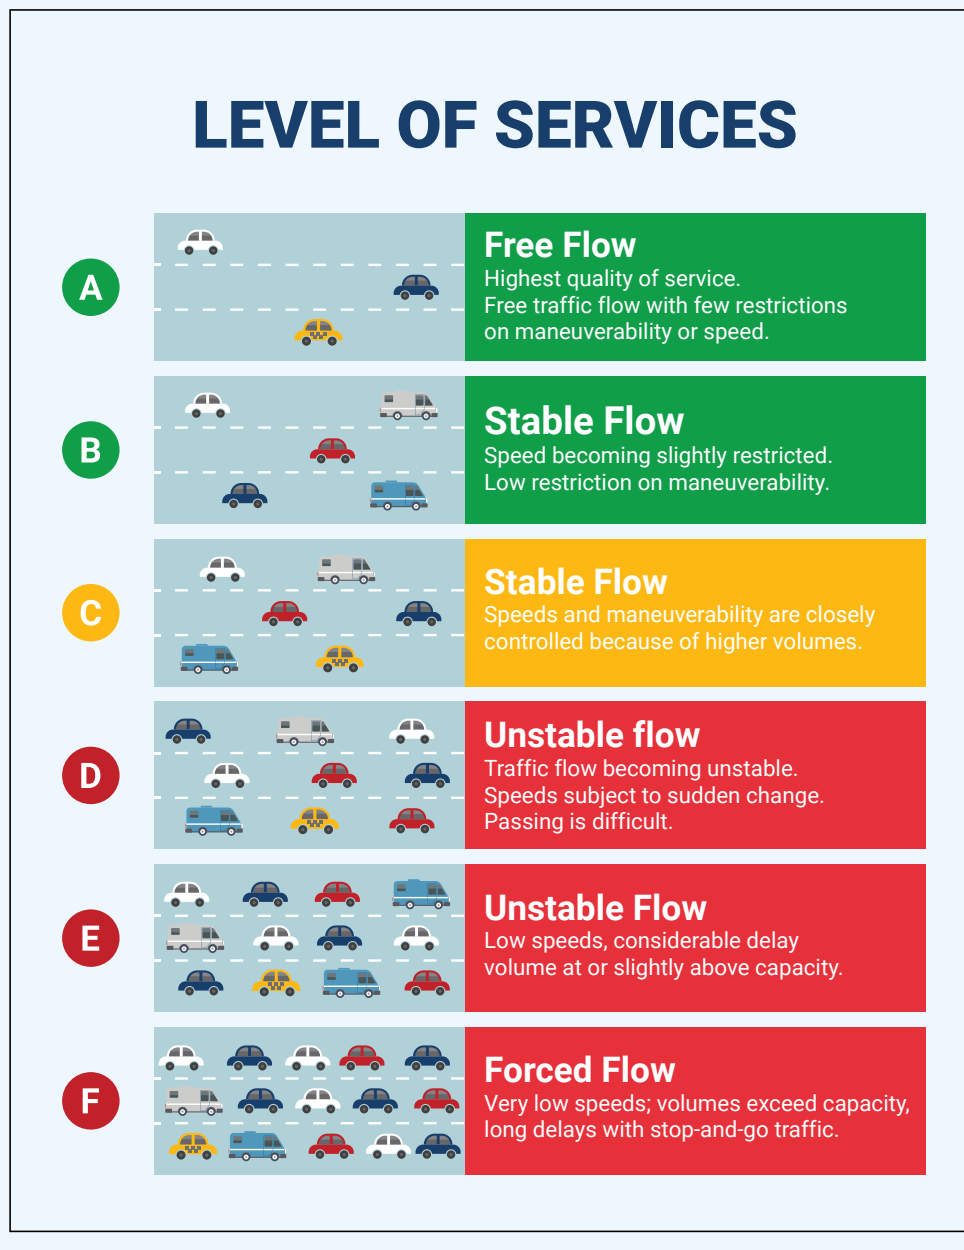 LEVEL OF SERVICES
A
Free Flow
Highest quality of service.
Free traffic flow with few restrictions
on maneuverability or speed.
B
Stable Flow
Speed becoming slightly restricted.
Low restriction on maneuverability.
C
Stable Flow
Speeds and maneuverability are closely
controlled because of higher volumes.
D
Unstable flow
Traffic flow becoming unstable.
Speeds subject to sudden change.
Passing is difficult.
E
Unstable Flow
Low speeds, considerable delay
volume at or slightly above capacity.
F
Forced Flow
Very low speeds; volumes exceed capacity,
long delays with stop-and-go traffic.